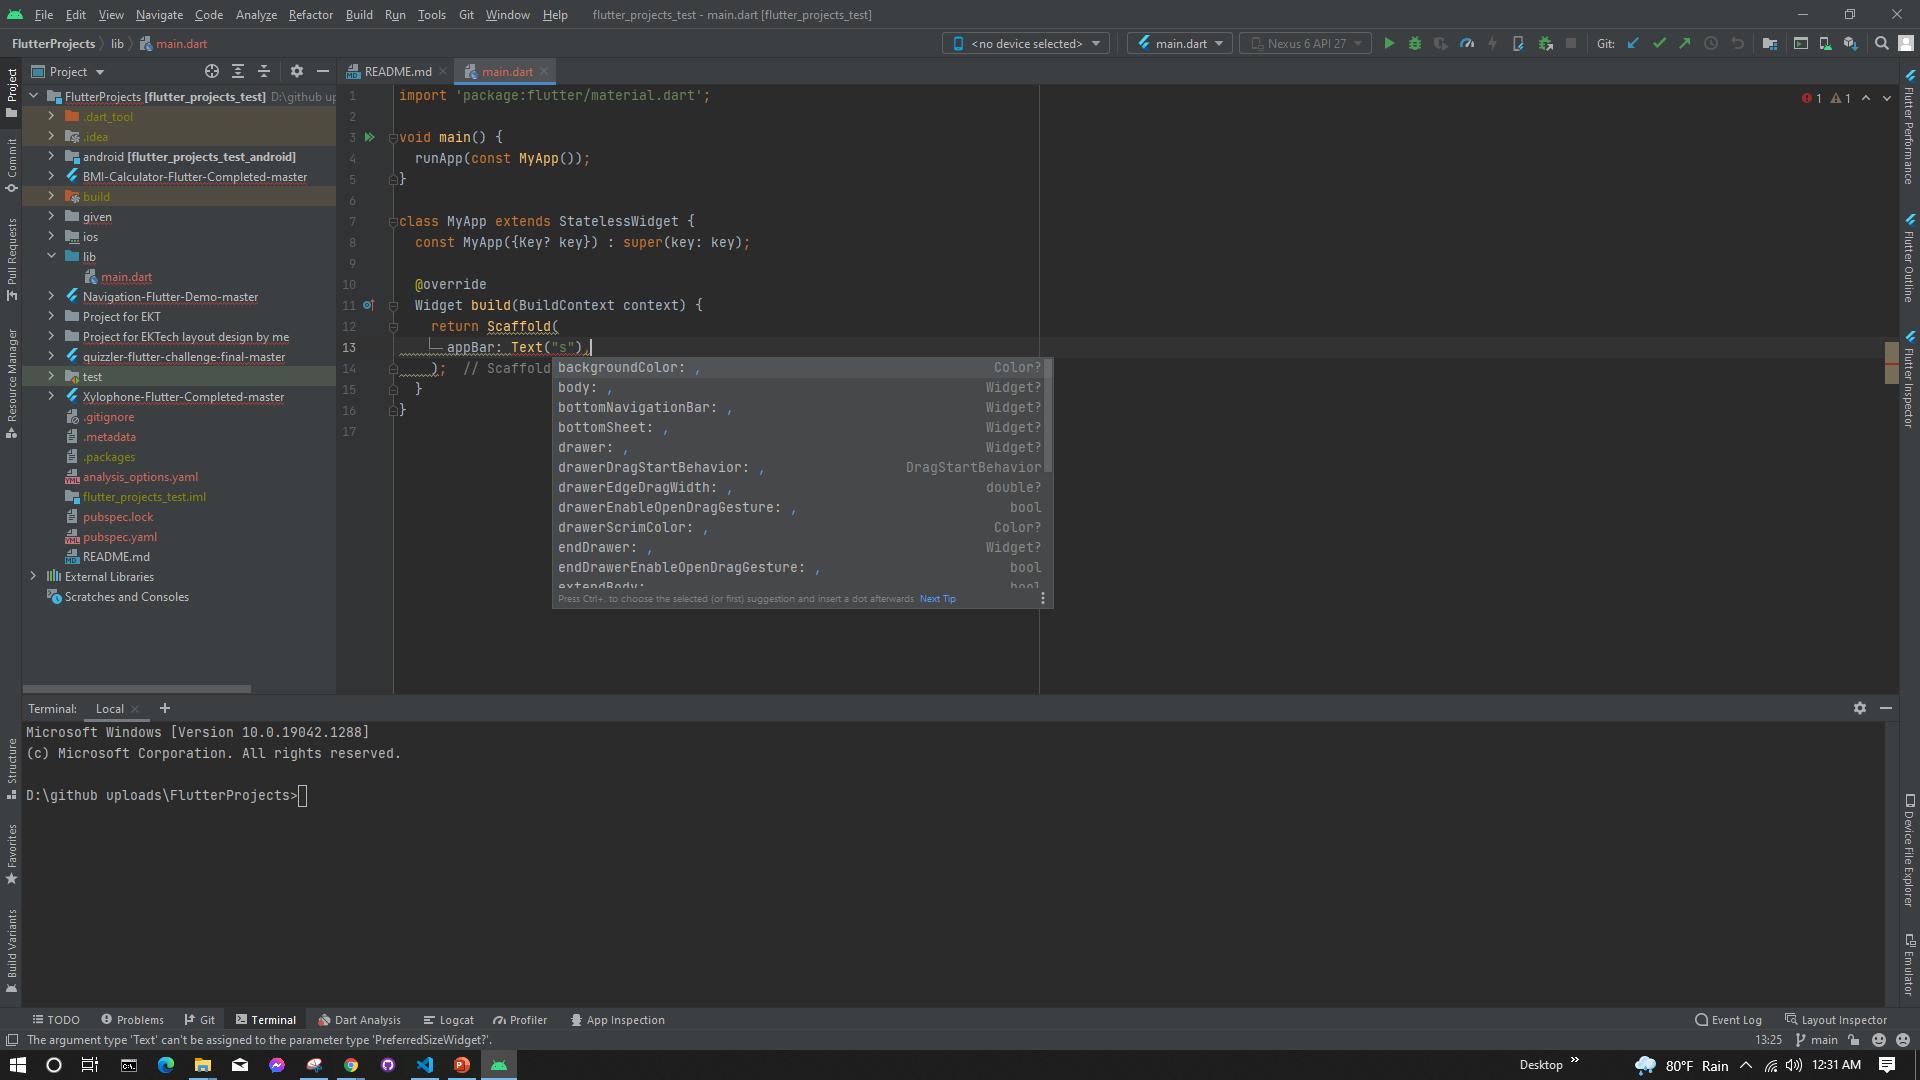 File Edit View Navigate Code Analyze Refactor Build Run Tools Git Window Help flutter_projects_test - main.dart [flutter_projects_test]
FlutterProjects lib main.dart <no device selected> main.dart Nexus 6 API 27 Git:
Project README.md main.dart
FlutterProjects [flutter_projects_test] D:\github up
.dart_tool
.idea
android [flutter_projects_test_android]
BMI-Calculator-Flutter-Completed-master
build
given
ios
lib
main.dart
Navigation-Flutter-Demo-master
Project for EKT
Project for EKTech layout design by me
quizzler-flutter-challenge-final-master
test
Xylophone-Flutter-Completed-master
.gitignore
.metadata
.packages
analysis_options.yaml
flutter_projects_test.iml
pubspec.lock
pubspec.yaml
README.md
External Libraries
Scratches and Consoles
1 import 'package:flutter/material.dart';
2
3 void main() {
4 runApp(const MyApp());
5 }
6
7 class MyApp extends StatelessWidget {
8 const MyApp({Key? key}) : super(key: key);
9
10 @override
11 Widget build(BuildContext context) {
12 return Scaffold(
13 appBar: Text("s"),
14 ); // Scaffold
15 }
16 }
17
1 1
backgroundColor: , Color?
body: , Widget?
bottomNavigationBar: , Widget?
bottomSheet: , Widget?
drawer: , Widget?
drawerDragStartBehavior: , DragStartBehavior
drawerEdgeDragWidth: , double?
drawerEnableOpenDragGesture: , bool
drawerScrimColor: , Color?
endDrawer: , Widget?
endDrawerEnableOpenDragGesture: , bool
extendBody: bool
Press Ctrl+. to choose the selected (or first) suggestion and insert a dot afterwards Next Tip
Project
Commit
Pull Requests
Resource Manager
Structure
Favorites
Build Variants
Flutter Performance
Flutter Outline
Flutter Inspector
Device File Explorer
Emulator
Terminal: Local
Microsoft Windows [Version 10.0.19042.1288]
(c) Microsoft Corporation. All rights reserved.
D:\github uploads\FlutterProjects>
TODO Problems Git Terminal Dart Analysis Logcat Profiler App Inspection Event Log Layout Inspector
The argument type 'Text' can't be assigned to the parameter type 'PreferredSizeWidget?'. 13:25 main
Desktop 80°F Rain 12:31 AM